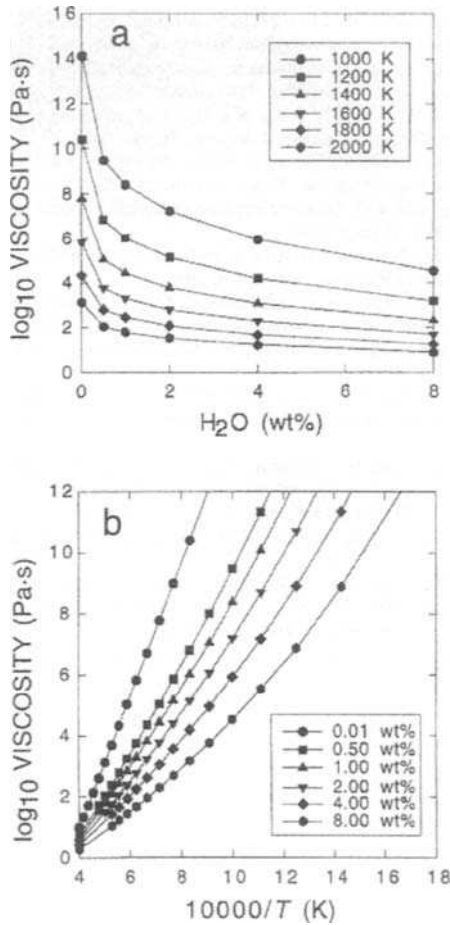 16
14
12
10
8
6
4
2
0
a
1000 K
1200 K
1400 K
1600 K
1800 K
2000 K
log10 VISCOSITY (Pa·s)
0 2 4 6 8
H2O (wt%)
12
10
8
6
4
2
0
b
0.01 wt%
0.50 wt%
1.00 wt%
2.00 wt%
4.00 wt%
8.00 wt%
log10 VISCOSITY (Pa·s)
4 6 8 10 12 14 16 18
10000/T (K)